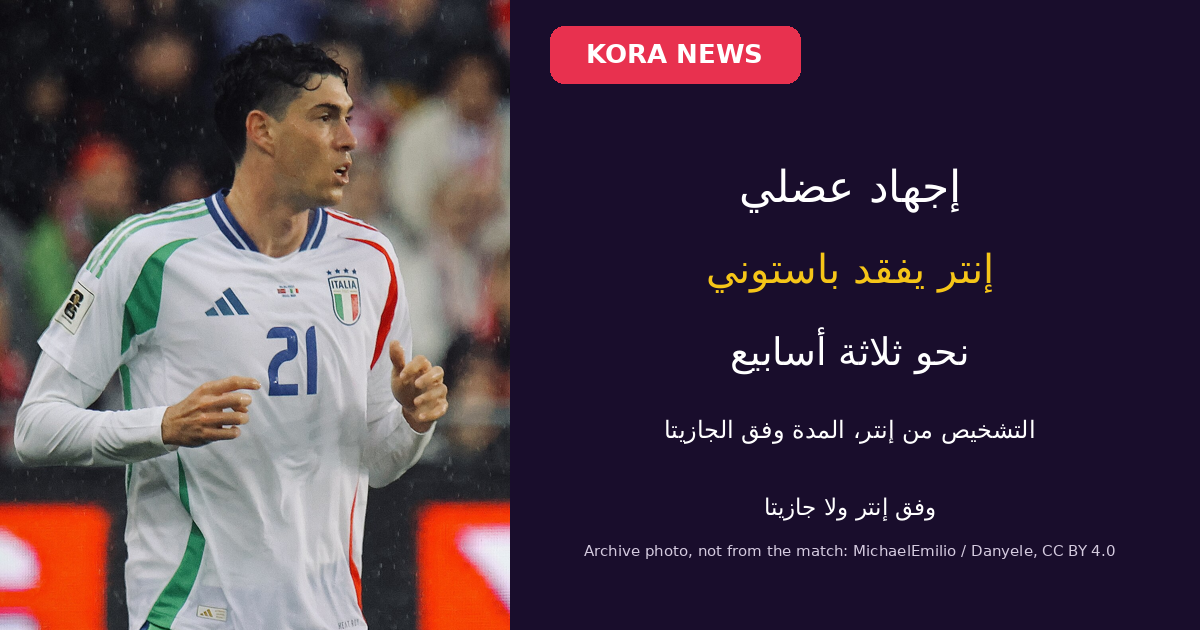 KORA NEWS
إجهاد عضلي
إنتر يفقد باستوني
نحو ثلاثة أسابيع
التشخيص من إنتر، المدة وفق الجازيتا
وفق إنتر ولا جازيتا
Archive photo, not from the match: MichaelEmilio / Danyele, CC BY 4.0
ITALIA
21